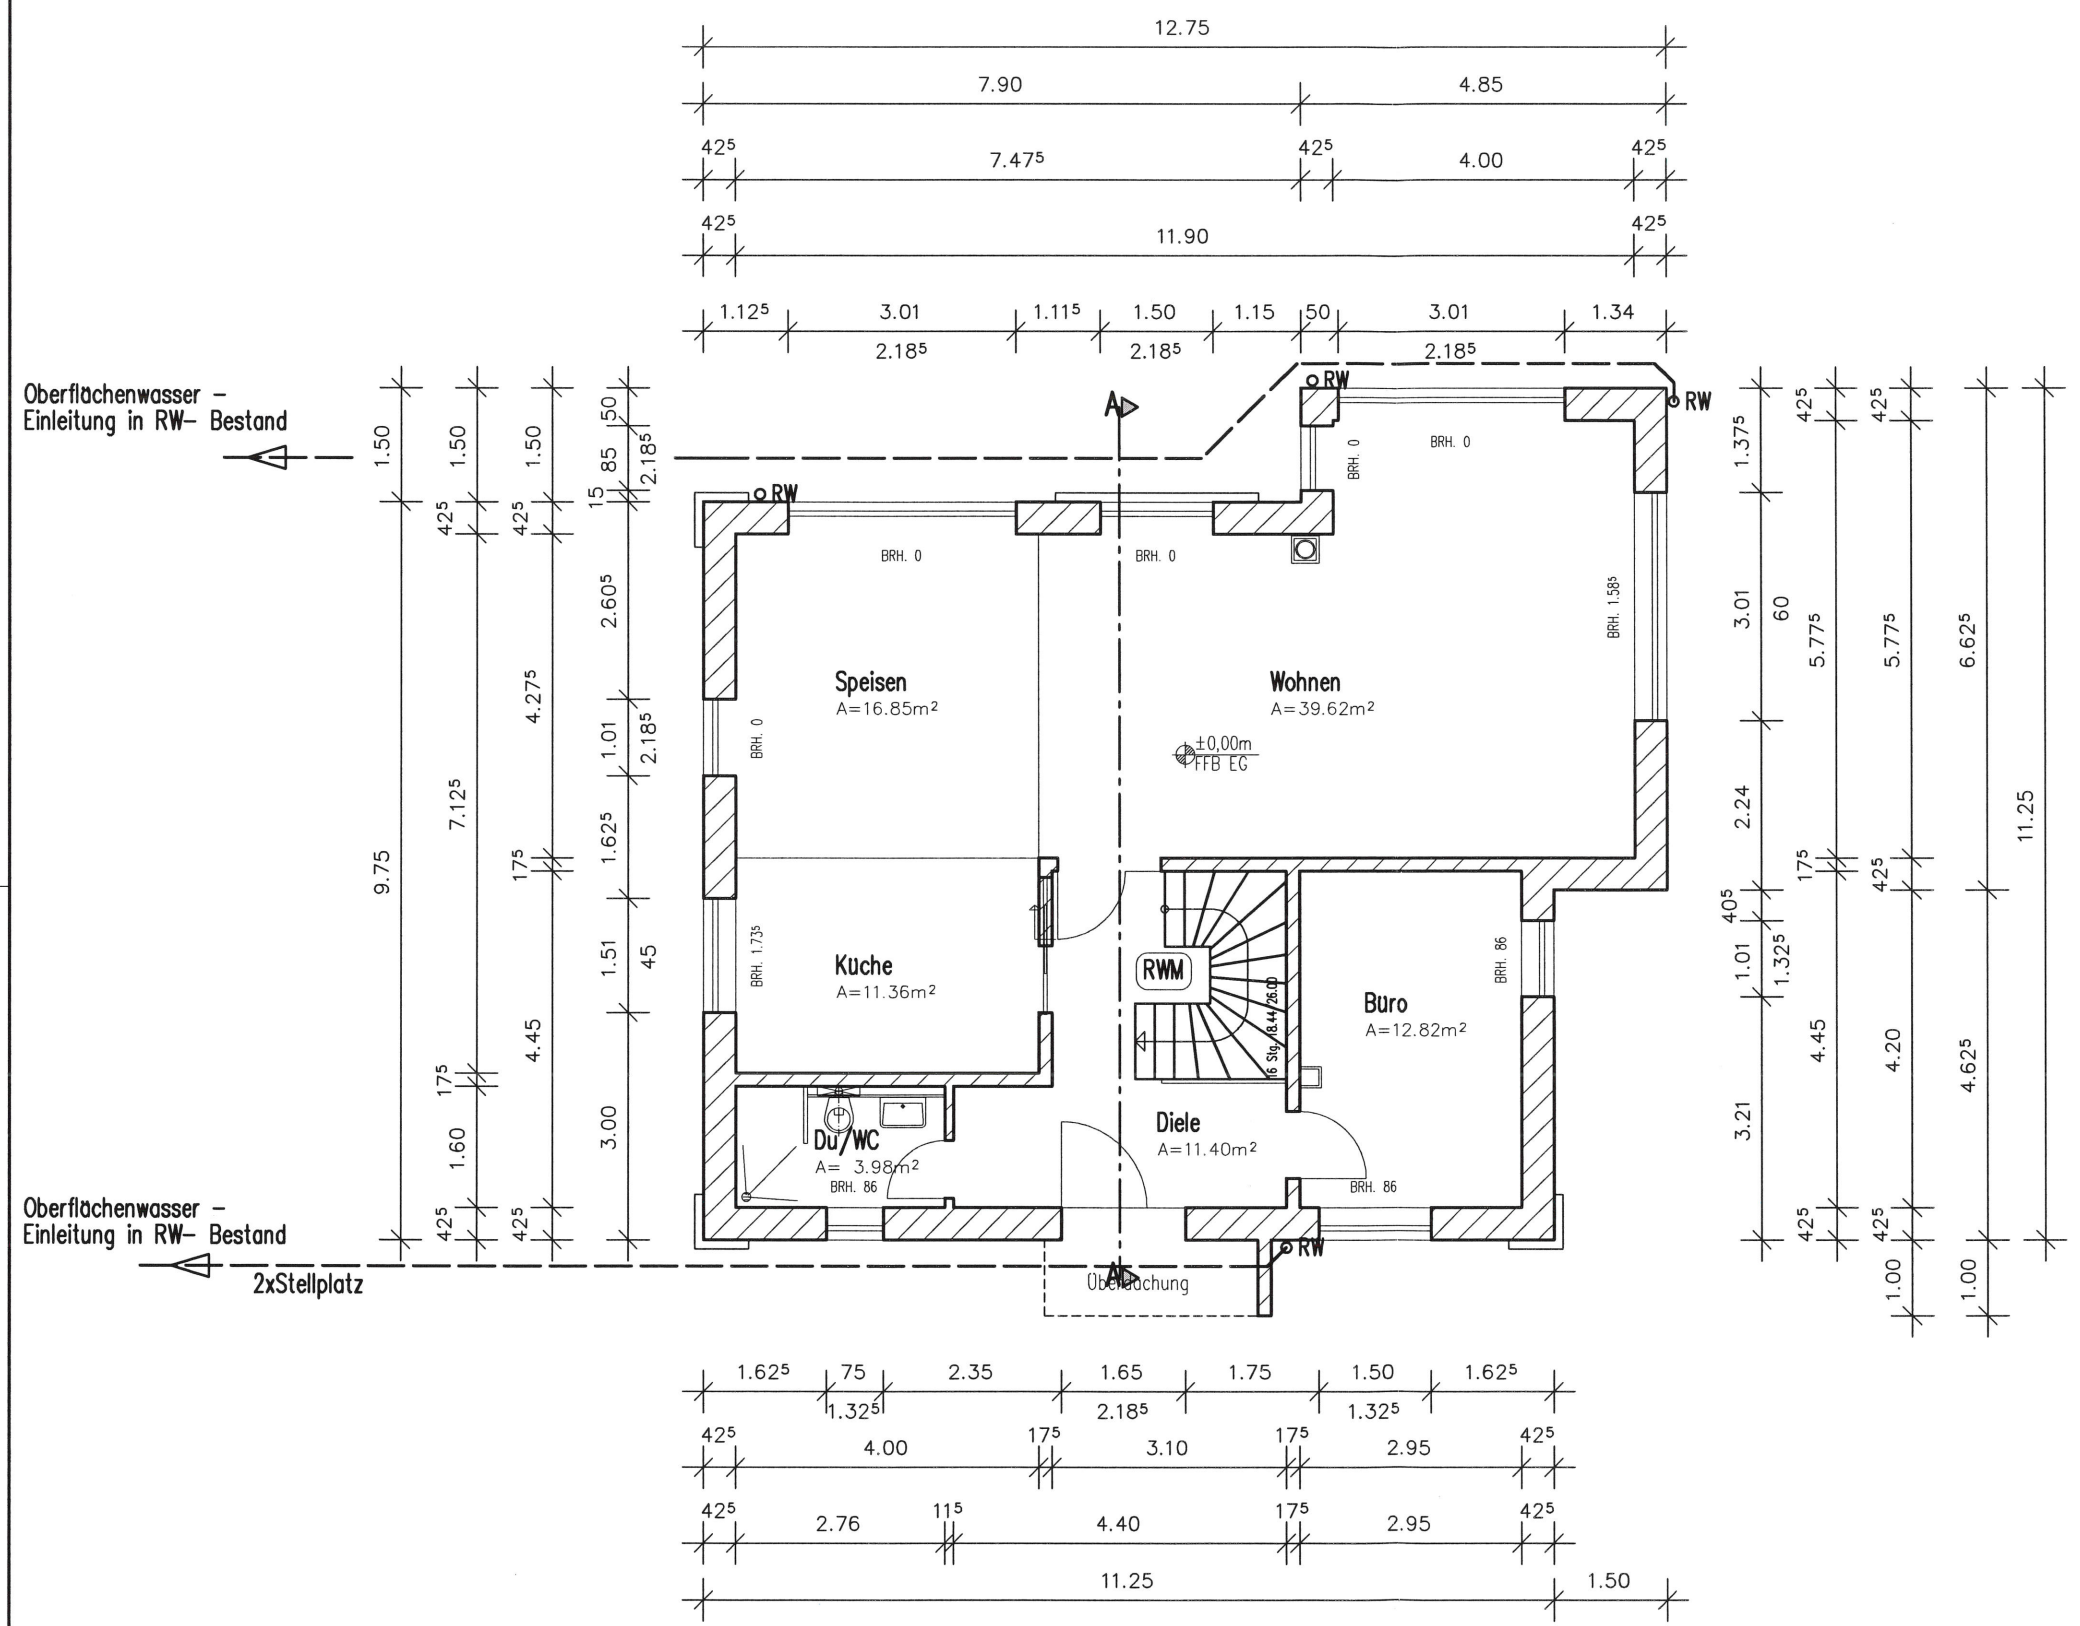 12.75
7.90 4.85
42⁵ 7.47⁵ 42⁵ 4.00 42⁵
42⁵ 11.90 42⁵
1.12⁵ 3.01 1.11⁵ 1.50 1.15 50 3.01 1.34
2.18⁵ 2.18⁵ 2.18⁵
Oberflächenwasser -
Einleitung in RW- Bestand
1.50
9.75
1.50
42⁵
7.12⁵
17⁵
1.60
42⁵
1.50
42⁵
4.27⁵
17⁵
4.45
42⁵
50
85
2.18⁵
15
2.60⁵
1.01
2.18⁵
1.62⁵
1.51
45
3.00
RW
RW
RW
A
BRH. 0
BRH. 0
BRH. 0
BRH. 0
BRH. 1.58⁵
Speisen
A=16.85m²
Wohnen
A=39.62m²
BRH. 0
±0,00m
FFB EG
BRH. 1.73⁵
Küche
A=11.36m²
RWM
16 Stg. 18.44/26.00
BRH. 86
Büro
A=12.82m²
Du/WC
A= 3.98m²
BRH. 86
Diele
A=11.40m²
BRH. 86
RW
A
Überdachung
1.37⁵
3.01
60
2.24
40⁵
1.01
1.32⁵
3.21
42⁵
5.77⁵
17⁵
4.45
42⁵
42⁵
5.77⁵
42⁵
4.20
42⁵
1.00
6.62⁵
4.62⁵
1.00
11.25
Oberflächenwasser -
Einleitung in RW- Bestand
2xStellplatz
1.62⁵ 75 2.35 1.65 1.75 1.50 1.62⁵
1.32⁵ 2.18⁵ 1.32⁵
42⁵ 4.00 17⁵ 3.10 17⁵ 2.95 42⁵
42⁵ 2.76 11⁵ 4.40 17⁵ 2.95 42⁵
11.25 1.50